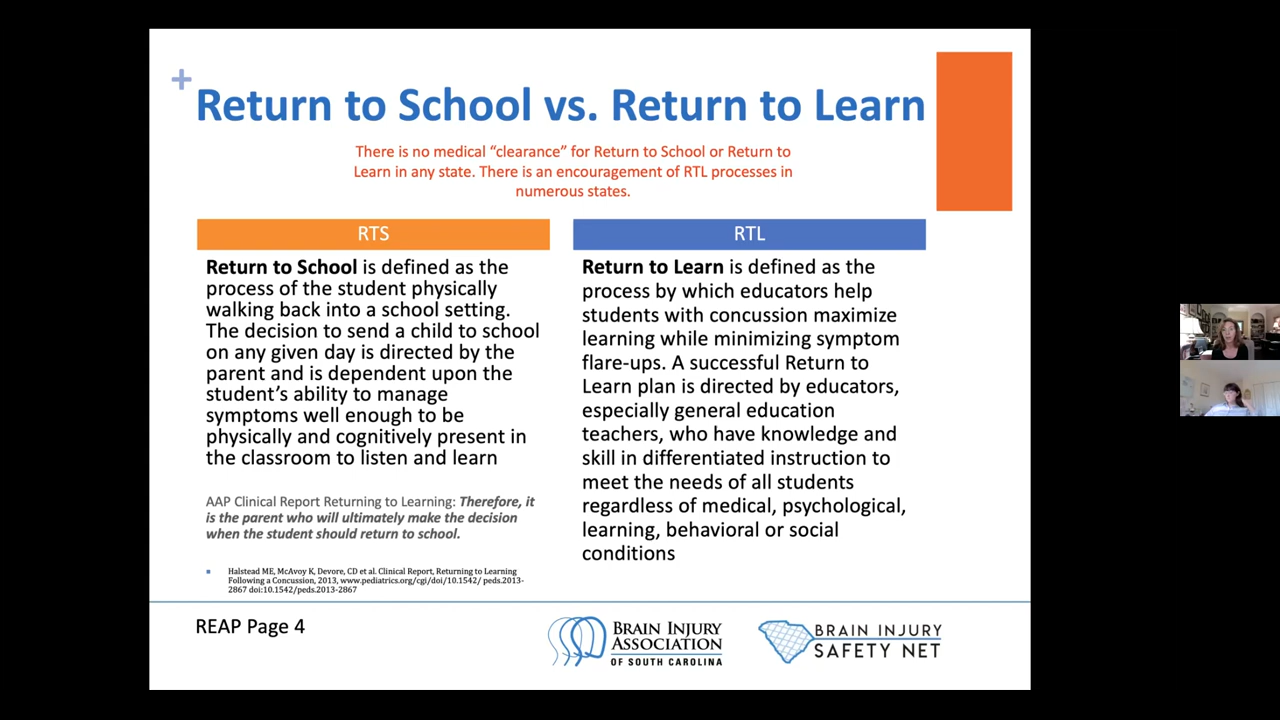 +
Return to School vs. Return to Learn
There is no medical “clearance” for Return to School or Return to
Learn in any state. There is an encouragement of RTL processes in
numerous states.
RTS
Return to School is defined as the
process of the student physically
walking back into a school setting.
The decision to send a child to school
on any given day is directed by the
parent and is dependent upon the
student’s ability to manage
symptoms well enough to be
physically and cognitively present in
the classroom to listen and learn
AAP Clinical Report Returning to Learning: Therefore, it
is the parent who will ultimately make the decision
when the student should return to school.
Halstead ME, McAvoy K, Devore, CD et al. Clinical Report, Returning to Learning
Following a Concussion, 2013, www.pediatrics.org/cgi/doi/10.1542/ peds.2013-
2867 doi:10.1542/peds.2013-2867
RTL
Return to Learn is defined as the
process by which educators help
students with concussion maximize
learning while minimizing symptom
flare-ups. A successful Return to
Learn plan is directed by educators,
especially general education
teachers, who have knowledge and
skill in differentiated instruction to
meet the needs of all students
regardless of medical, psychological,
learning, behavioral or social
conditions
REAP Page 4
BRAIN INJURY
ASSOCIATION
OF SOUTH CAROLINA
BRAIN INJURY
SAFETY NET